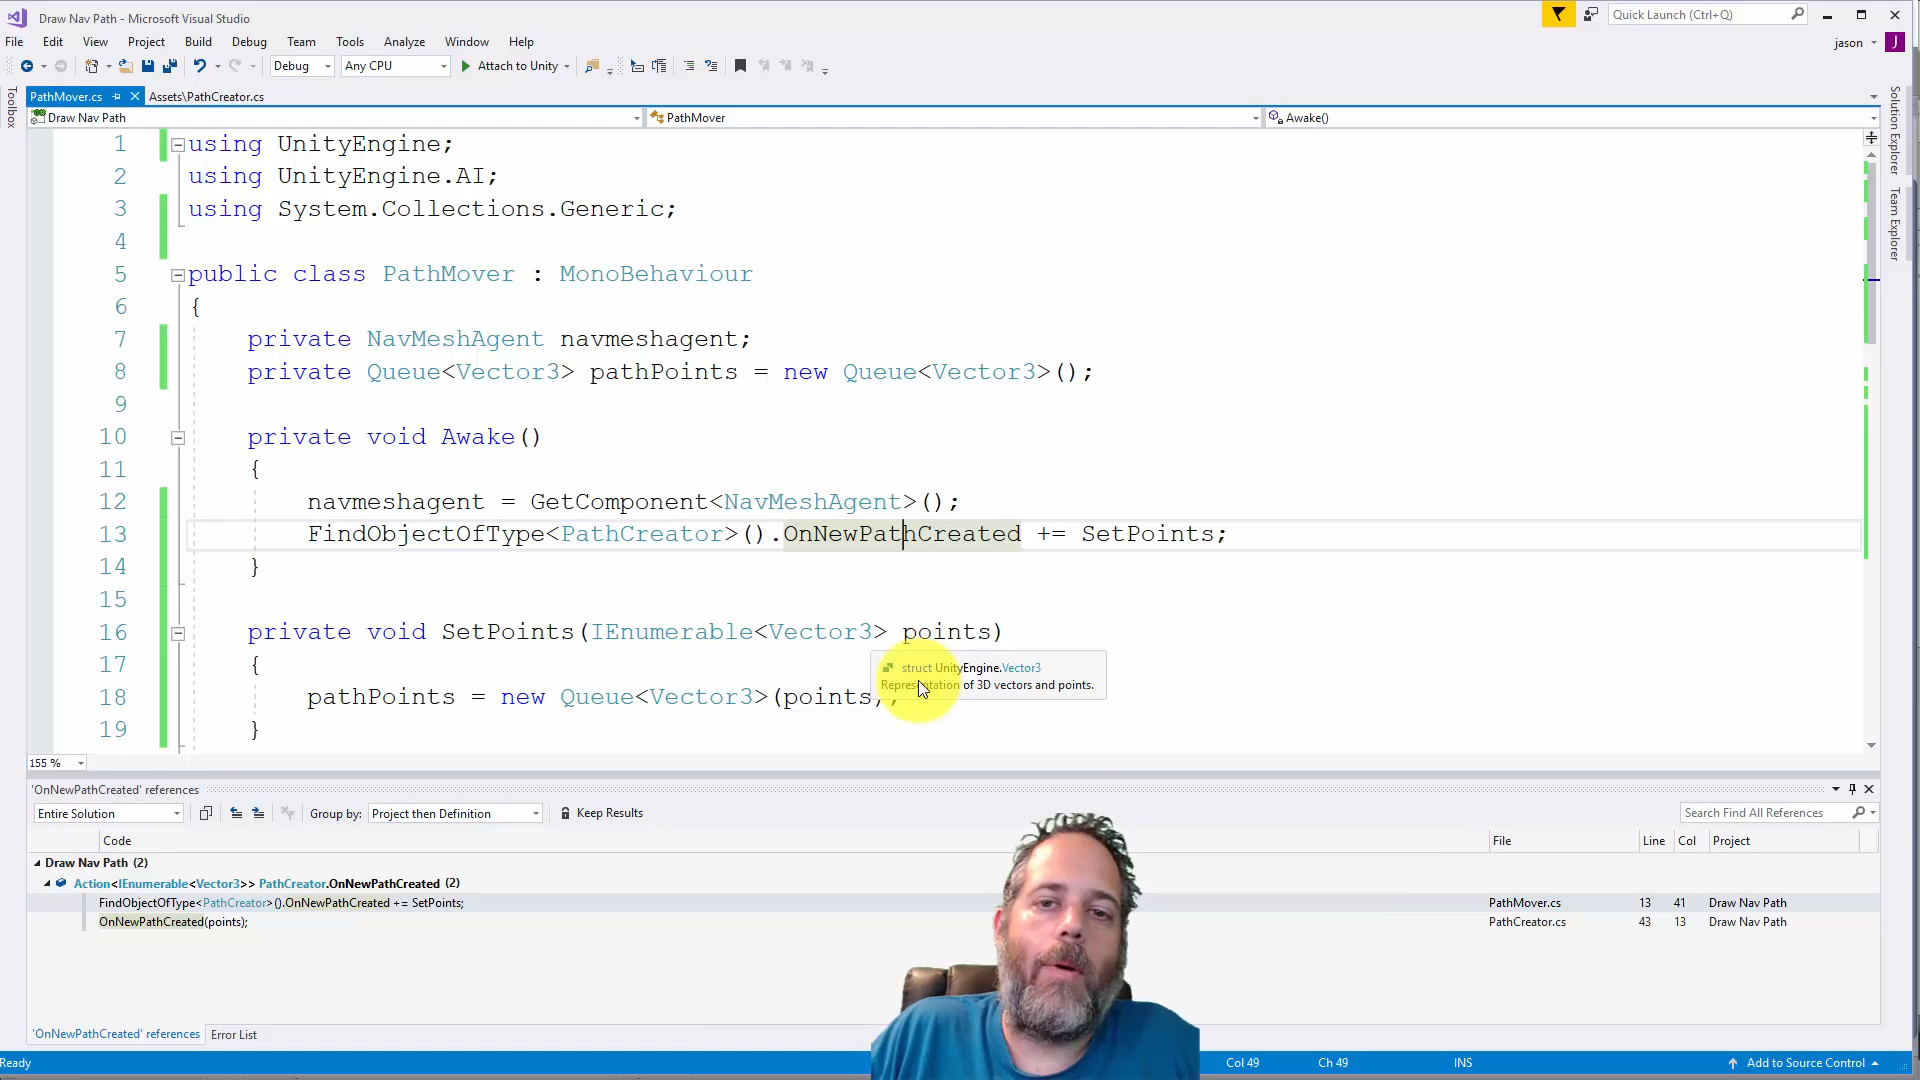 Draw Nav Path - Microsoft Visual Studio
Quick Launch (Ctrl+Q)
File Edit View Project Build Debug Team Tools Analyze Window Help
jason J
Debug Any CPU Attach to Unity
Toolbox
PathMover.cs Assets\PathCreator.cs
Draw Nav Path PathMover Awake()
Solution Explorer
Team Explorer
1 using UnityEngine;
2 using UnityEngine.AI;
3 using System.Collections.Generic;
4
5 public class PathMover : MonoBehaviour
6 {
7 private NavMeshAgent navmeshagent;
8 private Queue<Vector3> pathPoints = new Queue<Vector3>();
9
10 private void Awake()
11 {
12 navmeshagent = GetComponent<NavMeshAgent>();
13 FindObjectOfType<PathCreator>().OnNewPathCreated += SetPoints;
14 }
15
16 private void SetPoints(IEnumerable<Vector3> points)
17 {
struct UnityEngine.Vector3
Representation of 3D vectors and points.
18 pathPoints = new Queue<Vector3>(points);
19 }
155 %
'OnNewPathCreated' references
Entire Solution Group by: Project then Definition Keep Results Search Find All References
Code File Line Col Project
Draw Nav Path (2)
Action<IEnumerable<Vector3>> PathCreator.OnNewPathCreated (2)
FindObjectOfType<PathCreator>().OnNewPathCreated += SetPoints; PathMover.cs 13 41 Draw Nav Path
OnNewPathCreated(points); PathCreator.cs 43 13 Draw Nav Path
'OnNewPathCreated' references Error List
Ready Col 49 Ch 49 INS Add to Source Control